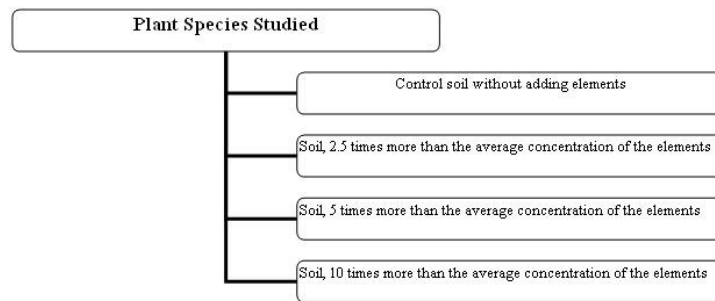 Plant Species Studied
Control soil without adding elements
Soil, 2.5 times more than the average concentration of the elements
Soil, 5 times more than the average concentration of the elements
Soil, 10 times more than the average concentration of the elements